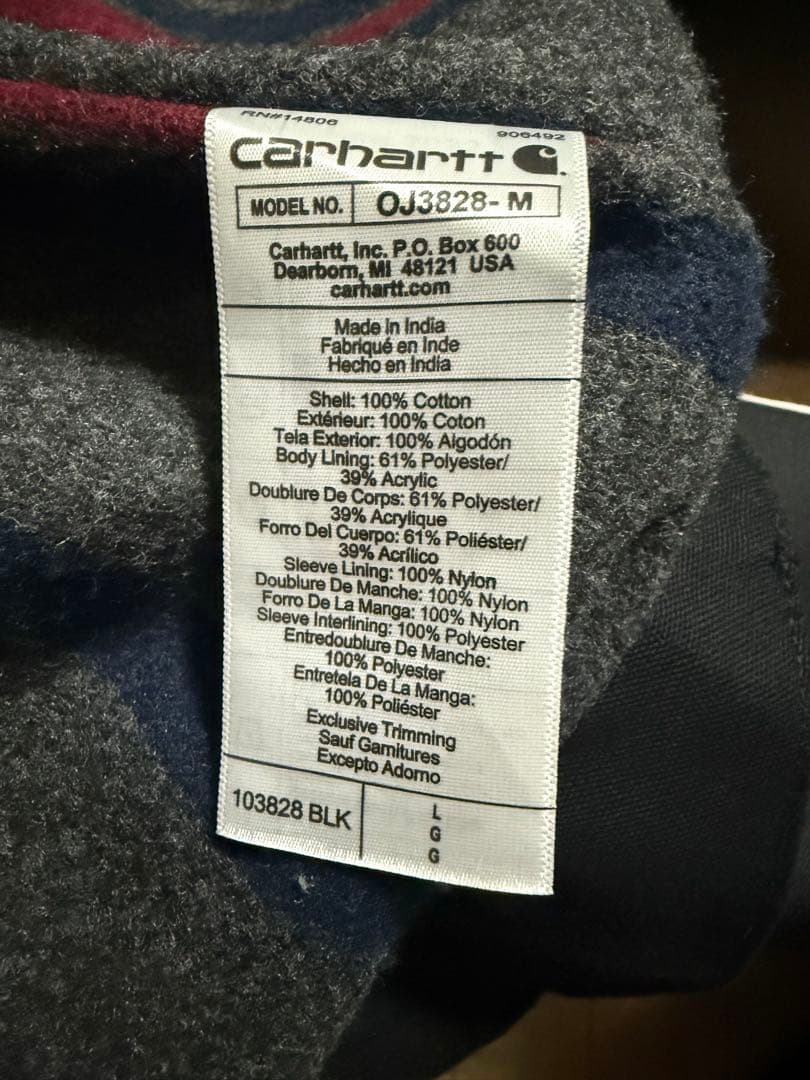 RN#14806
906492
carhartt
MODEL NO. OJ3828-M
Carhartt, Inc. P.O. Box 600
Dearborn, MI 48121 USA
carhartt.com
Made in India
Fabriqué en Inde
Hecho en India
Shell: 100% Cotton
Extérieur: 100% Coton
Tela Exterior: 100% Algodón
Body Lining: 61% Polyester/
39% Acrylic
Doublure De Corps: 61% Polyester/
39% Acrylique
Forro Del Cuerpo: 61% Poliéster/
39% Acrílico
Sleeve Lining: 100% Nylon
Doublure De Manche: 100% Nylon
Forro De La Manga: 100% Nylon
Sleeve Interlining: 100% Polyester
Entredoublure De Manche:
100% Polyester
Entretela De La Manga:
100% Poliéster
Exclusive Trimming
Sauf Garnitures
Excepto Adorno
103828 BLK
L
G
G